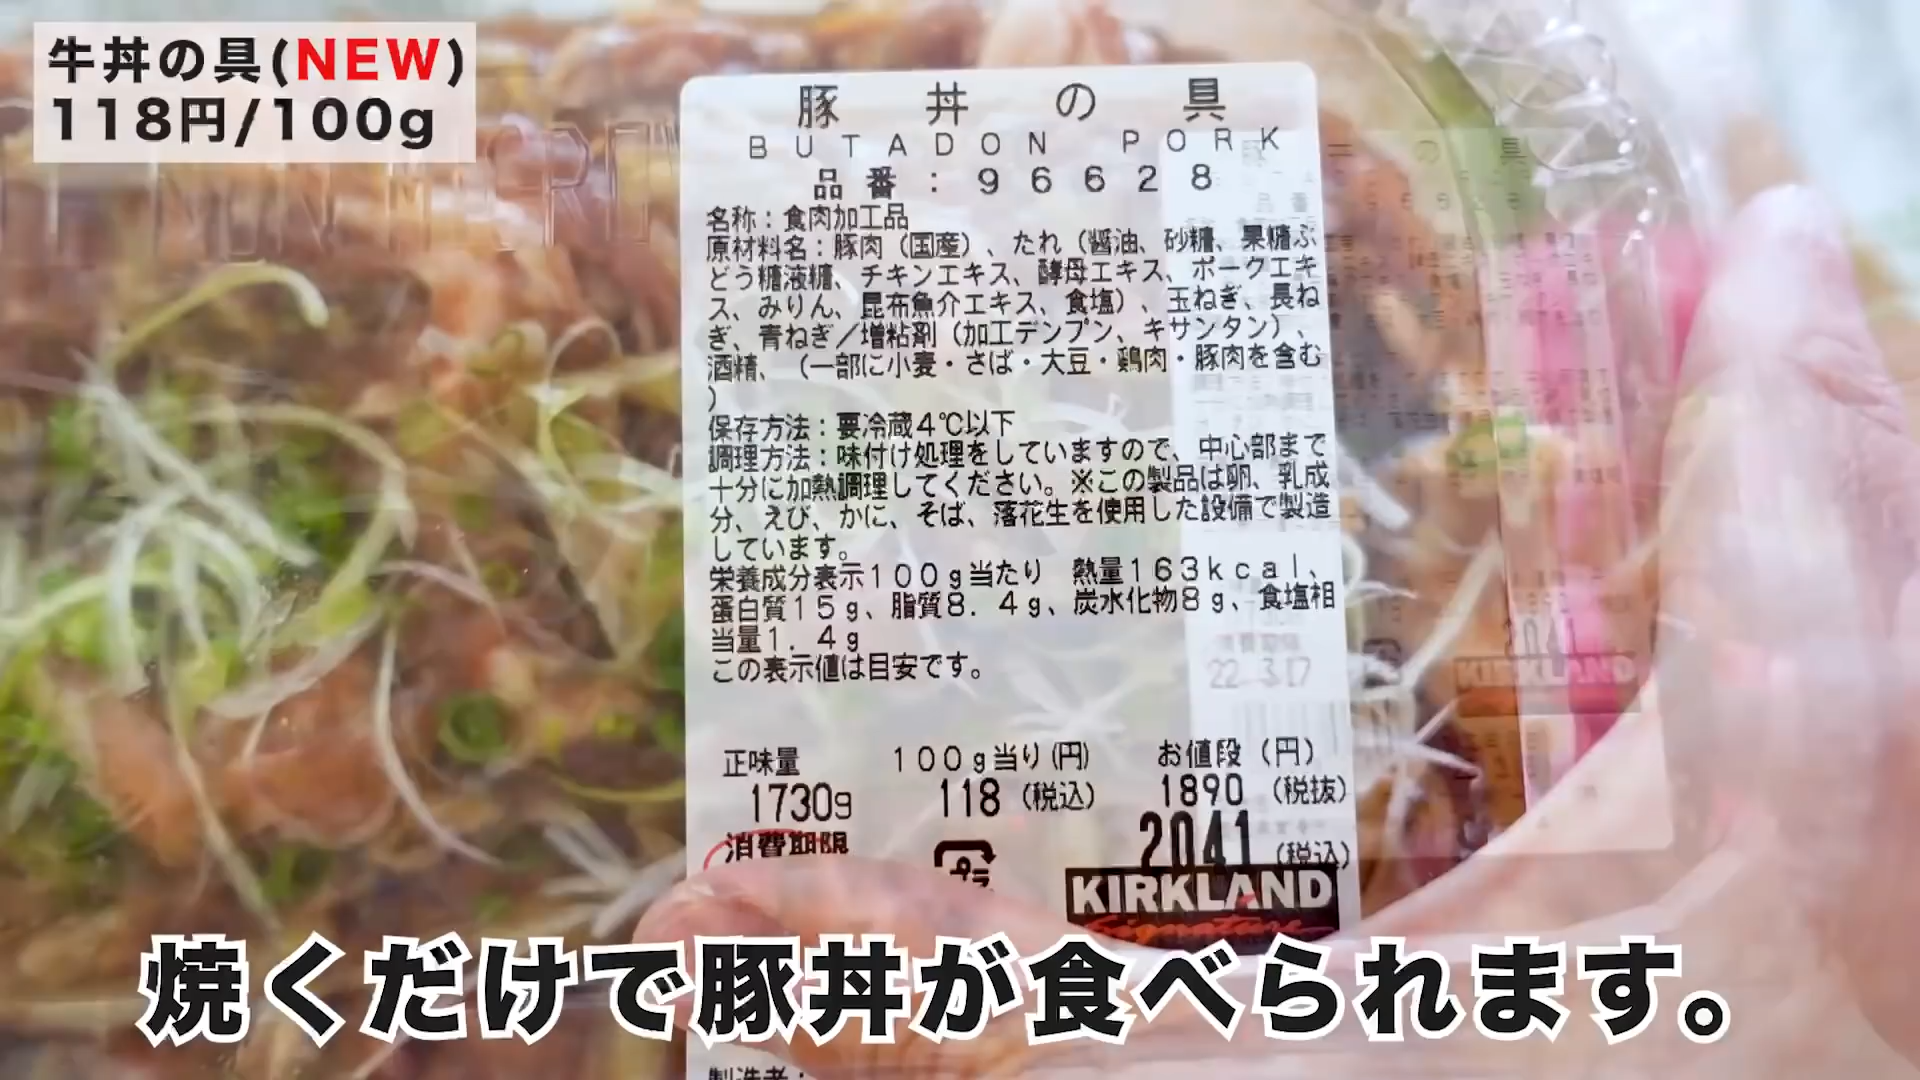 牛丼の具(NEW)
118円/100g
豚丼の具
BUTADON PORK
品番:96628
名称:食肉加工品
原材料名:豚肉(国産)、たれ(醤油、砂糖、果糖ぶ
どう糖液糖、チキンエキス、酵母エキス、ポークエキ
ス、みりん、昆布魚介エキス、食塩)、玉ねぎ、長ね
ぎ、青ねぎ/増粘剤(加工デンプン、キサンタン)、
酒精、(一部に小麦・さば・大豆・鶏肉・豚肉を含む
)
保存方法:要冷蔵4℃以下
調理方法:味付け処理をしていますので、中心部まで
十分に加熱調理してください。※この製品は卵、乳成
分、えび、かに、そば、落花生を使用した設備で製造
しています。
栄養成分表示100g当たり 熱量163kcal、
蛋白質15g、脂質8.4g、炭水化物8g、食塩相
当量1.4g
この表示値は目安です。
正味量 100g当り(円) お値段(円)
1730g 118(税込) 1890(税抜)
消費期限 2041(税込)
プラ
KIRKLAND
Signature
消費期限
22.3.17
2041
KIRKLAND
焼くだけで豚丼が食べられます。
製造者: